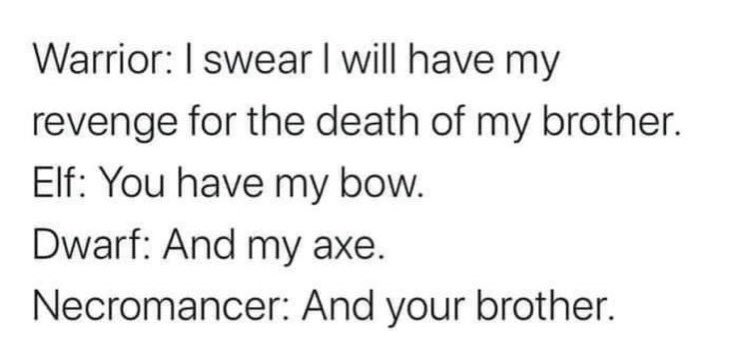 Warrior: I swear I will have my
revenge for the death of my brother.
Elf: You have my bow.
Dwarf: And my axe.
Necromancer: And your brother.